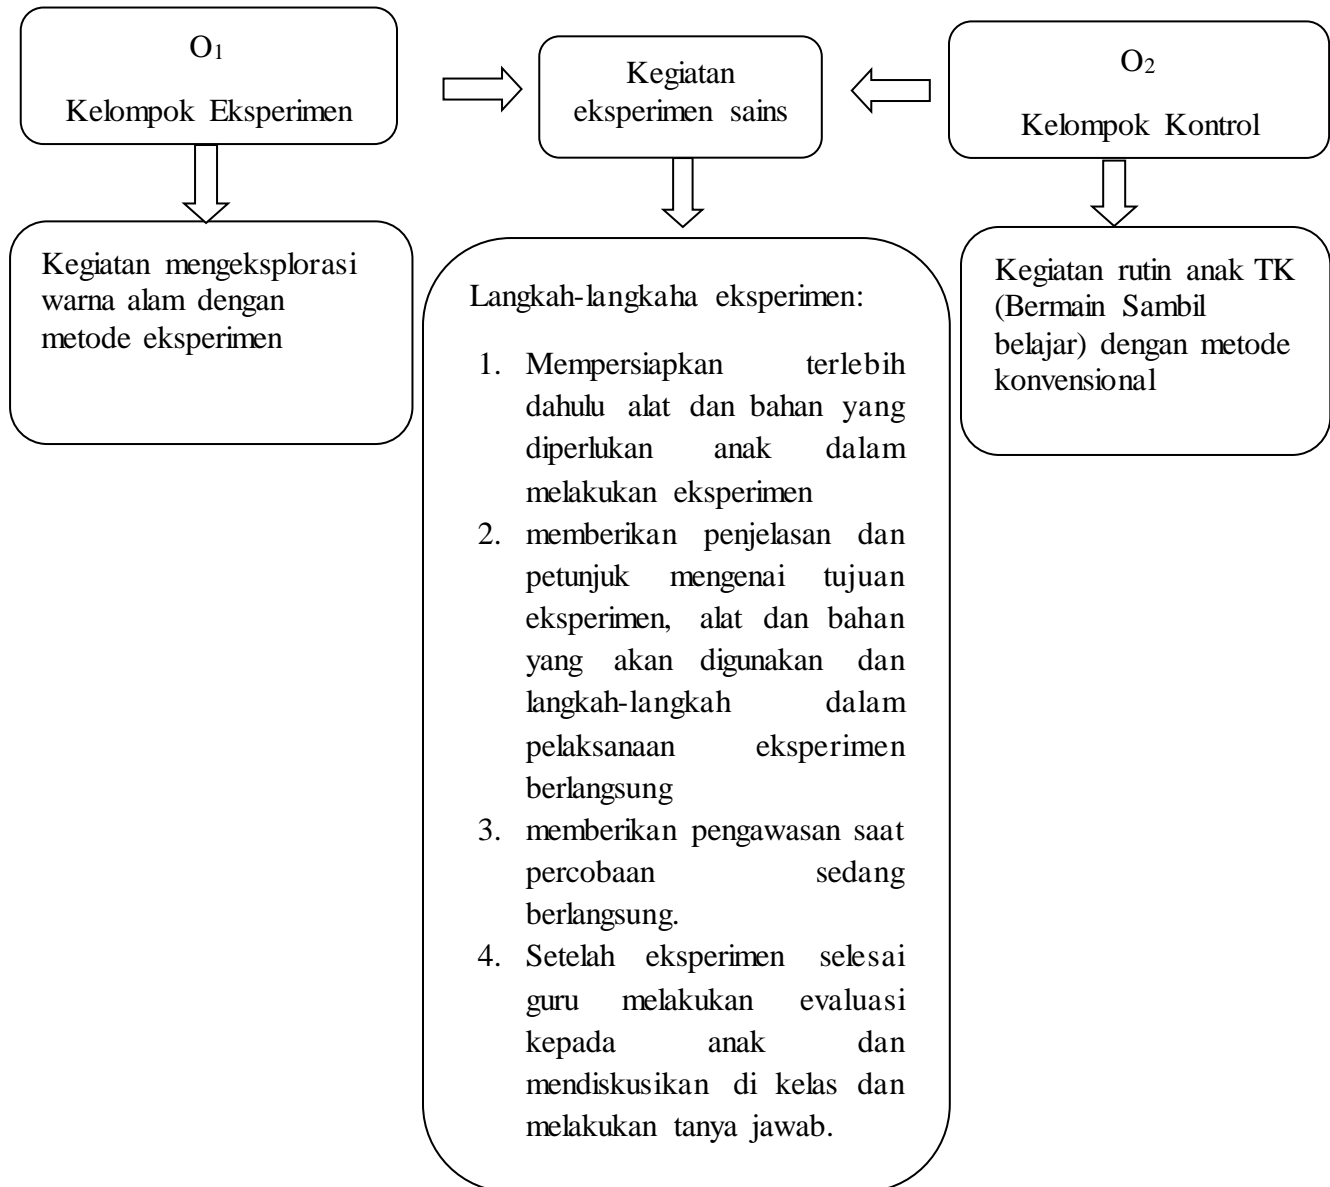 O1
Kelompok Eksperimen
Kegiatan
eksperimen sains
O2
Kelompok Kontrol
Kegiatan mengeksplorasi
warna alam dengan
metode eksperimen
Langkah-langkaha eksperimen:
1. Mempersiapkan terlebih
dahulu alat dan bahan yang
diperlukan anak dalam
melakukan eksperimen
2. memberikan penjelasan dan
petunjuk mengenai tujuan
eksperimen, alat dan bahan
yang akan digunakan dan
langkah-langkah dalam
pelaksanaan eksperimen
berlangsung
3. memberikan pengawasan saat
percobaan sedang
berlangsung.
4. Setelah eksperimen selesai
guru melakukan evaluasi
kepada anak dan
mendiskusikan di kelas dan
melakukan tanya jawab.
Kegiatan rutin anak TK
(Bermain Sambil
belajar) dengan metode
konvensional